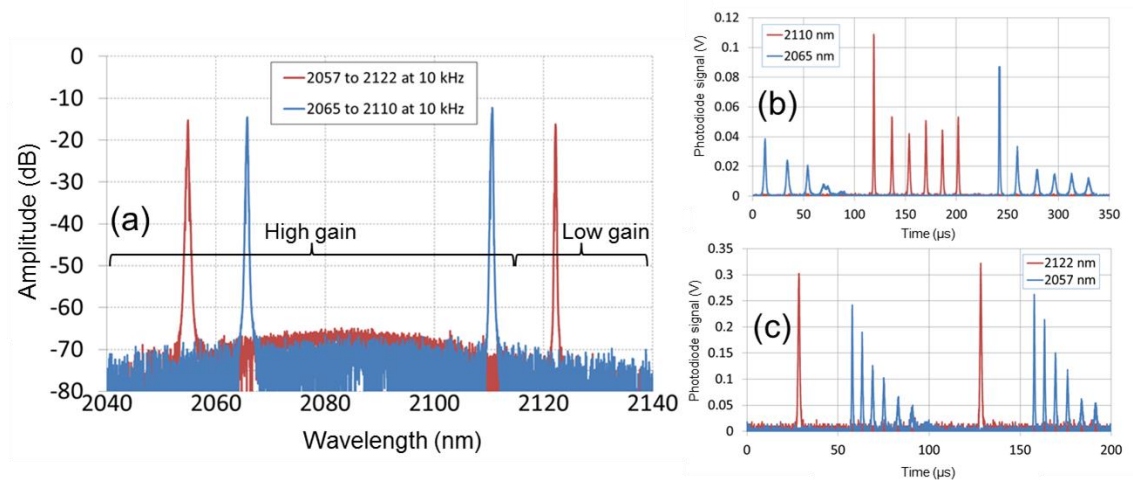 0
-10
-20
-30
-40
-50
-60
-70
-80
Amplitude (dB)
2057 to 2122 at 10 kHz
2065 to 2110 at 10 kHz
(a)
High gain
Low gain
2040
2060
2080
2100
2120
2140
Wavelength (nm)
0.12
0.1
0.08
0.06
0.04
0.02
0
Photodiode signal (V)
2110 nm
2065 nm
(b)
0
50
100
150
200
250
300
350
Time (µs)
0.35
0.3
0.25
0.2
0.15
0.1
0.05
0
Photodiode signal (V)
2122 nm
2057 nm
(c)
0
50
100
150
200
Time (µs)